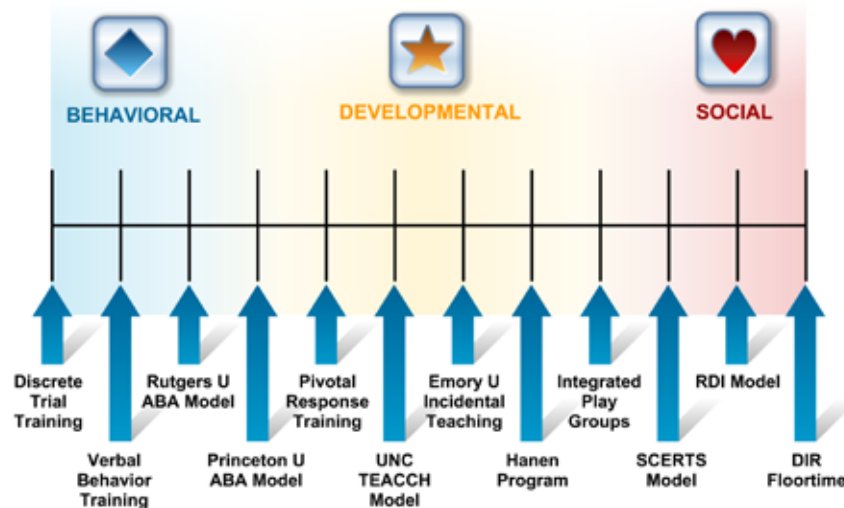 BEHAVIORAL
DEVELOPMENTAL
SOCIAL
Discrete
Trial
Training
Verbal
Behavior
Training
Rutgers U
ABA Model
Princeton U
ABA Model
Pivotal
Response
Training
UNC
TEACCH
Model
Emory U
Incidental
Teaching
Hanen
Program
Integrated
Play
Groups
SCERTS
Model
RDI Model
DIR
Floortime